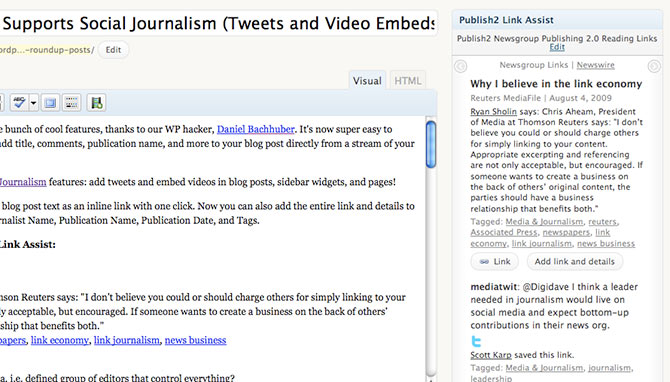 Supports Social Journalism (Tweets and Video Embeds
ordp...-roundup-posts/ Edit
Visual HTML
ABC
e bunch of cool features, thanks to our WP hacker, Daniel Bachhuber. It's now super easy to
dd title, comments, publication name, and more to your blog post directly from a stream of your
Journalism features: add tweets and embed videos in blog posts, sidebar widgets, and pages!
blog post text as an inline link with one click. Now you can also add the entire link and details to
rnalist Name, Publication Name, Publication Date, and Tags.
Link Assist:
mson Reuters says: "I don't believe you could or should charge others for simply linking to your
ly acceptable, but encouraged. If someone wants to create a business on the back of others'
ship that benefits both."
papers, link economy, link journalism, news business
a, i.e. defined group of editors that control everything?
Publish2 Link Assist
Publish2 Newsgroup Publishing 2.0 Reading Links
Edit
Newsgroup Links | Newswire
Why I believe in the link economy
Reuters MediaFile | August 4, 2009
Ryan Sholin says: Chris Aheam, President
of Media at Thomson Reuters says: "I don't
believe you could or should charge others
for simply linking to your content.
Appropriate excerpting and referencing
are not only acceptable, but encouraged. If
someone wants to create a business on
the back of others' original content, the
parties should have a business
relationship that benefits both."
Tagged: Media & Journalism, reuters,
Associated Press, newspapers, link
economy, link journalism, news business
Link Add link and details
mediatwit: @Digidave I think a leader
needed in journalism would live on
social media and expect bottom-up
contributions in their news org.
Scott Karp saved this link.
Tagged: Media & Journalism, journalism,
leadership